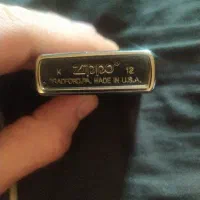 K Zippo 12
BRADFORD, PA. MADE IN U.S.A.